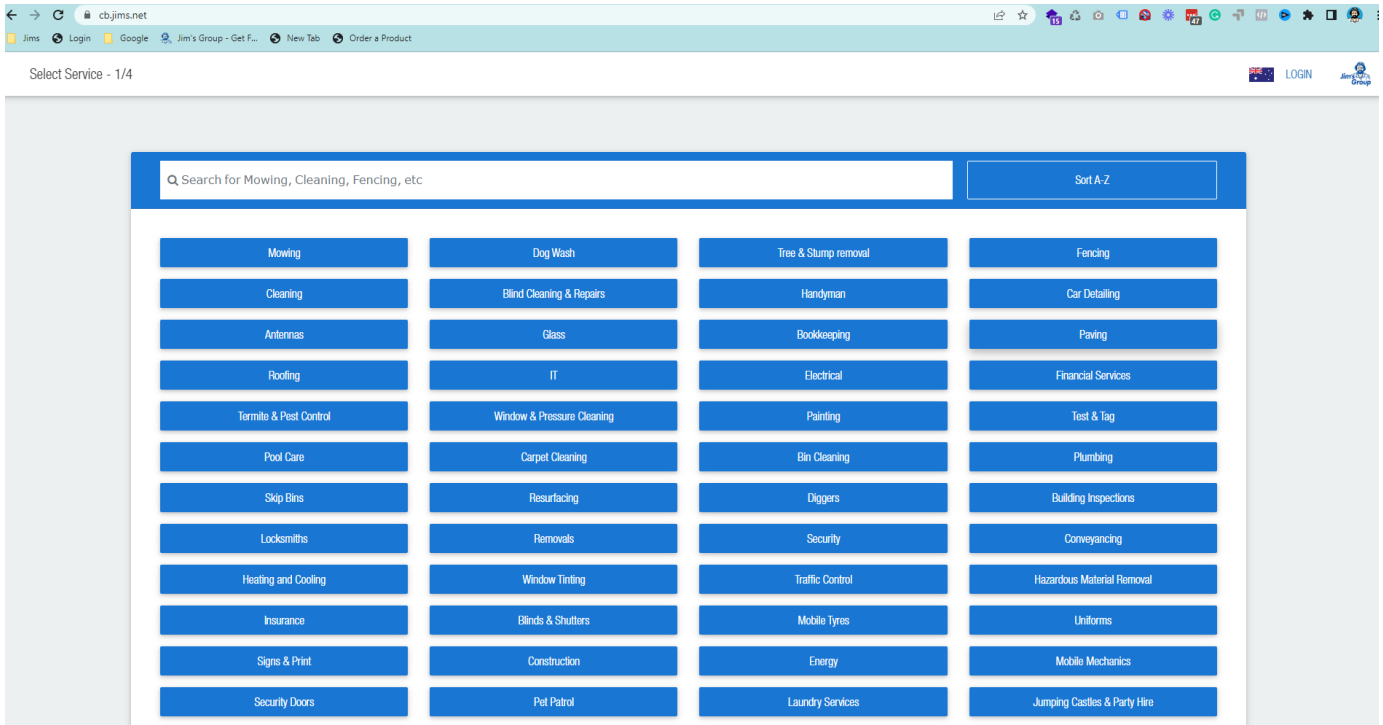 cb.jims.net
15
47
Jims Login Google Jim's Group - Get F... New Tab Order a Product
Select Service - 1/4
LOGIN
Jim's Group
Search for Mowing, Cleaning, Fencing, etc
Sort A-Z
Mowing Dog Wash Tree & Stump removal Fencing
Cleaning Blind Cleaning & Repairs Handyman Car Detailing
Antennas Glass Bookkeeping Paving
Roofing IT Electrical Financial Services
Termite & Pest Control Window & Pressure Cleaning Painting Test & Tag
Pool Care Carpet Cleaning Bin Cleaning Plumbing
Skip Bins Resurfacing Diggers Building Inspections
Locksmiths Removals Security Conveyancing
Heating and Cooling Window Tinting Traffic Control Hazardous Material Removal
Insurance Blinds & Shutters Mobile Tyres Uniforms
Signs & Print Construction Energy Mobile Mechanics
Security Doors Pet Patrol Laundry Services Jumping Castles & Party Hire